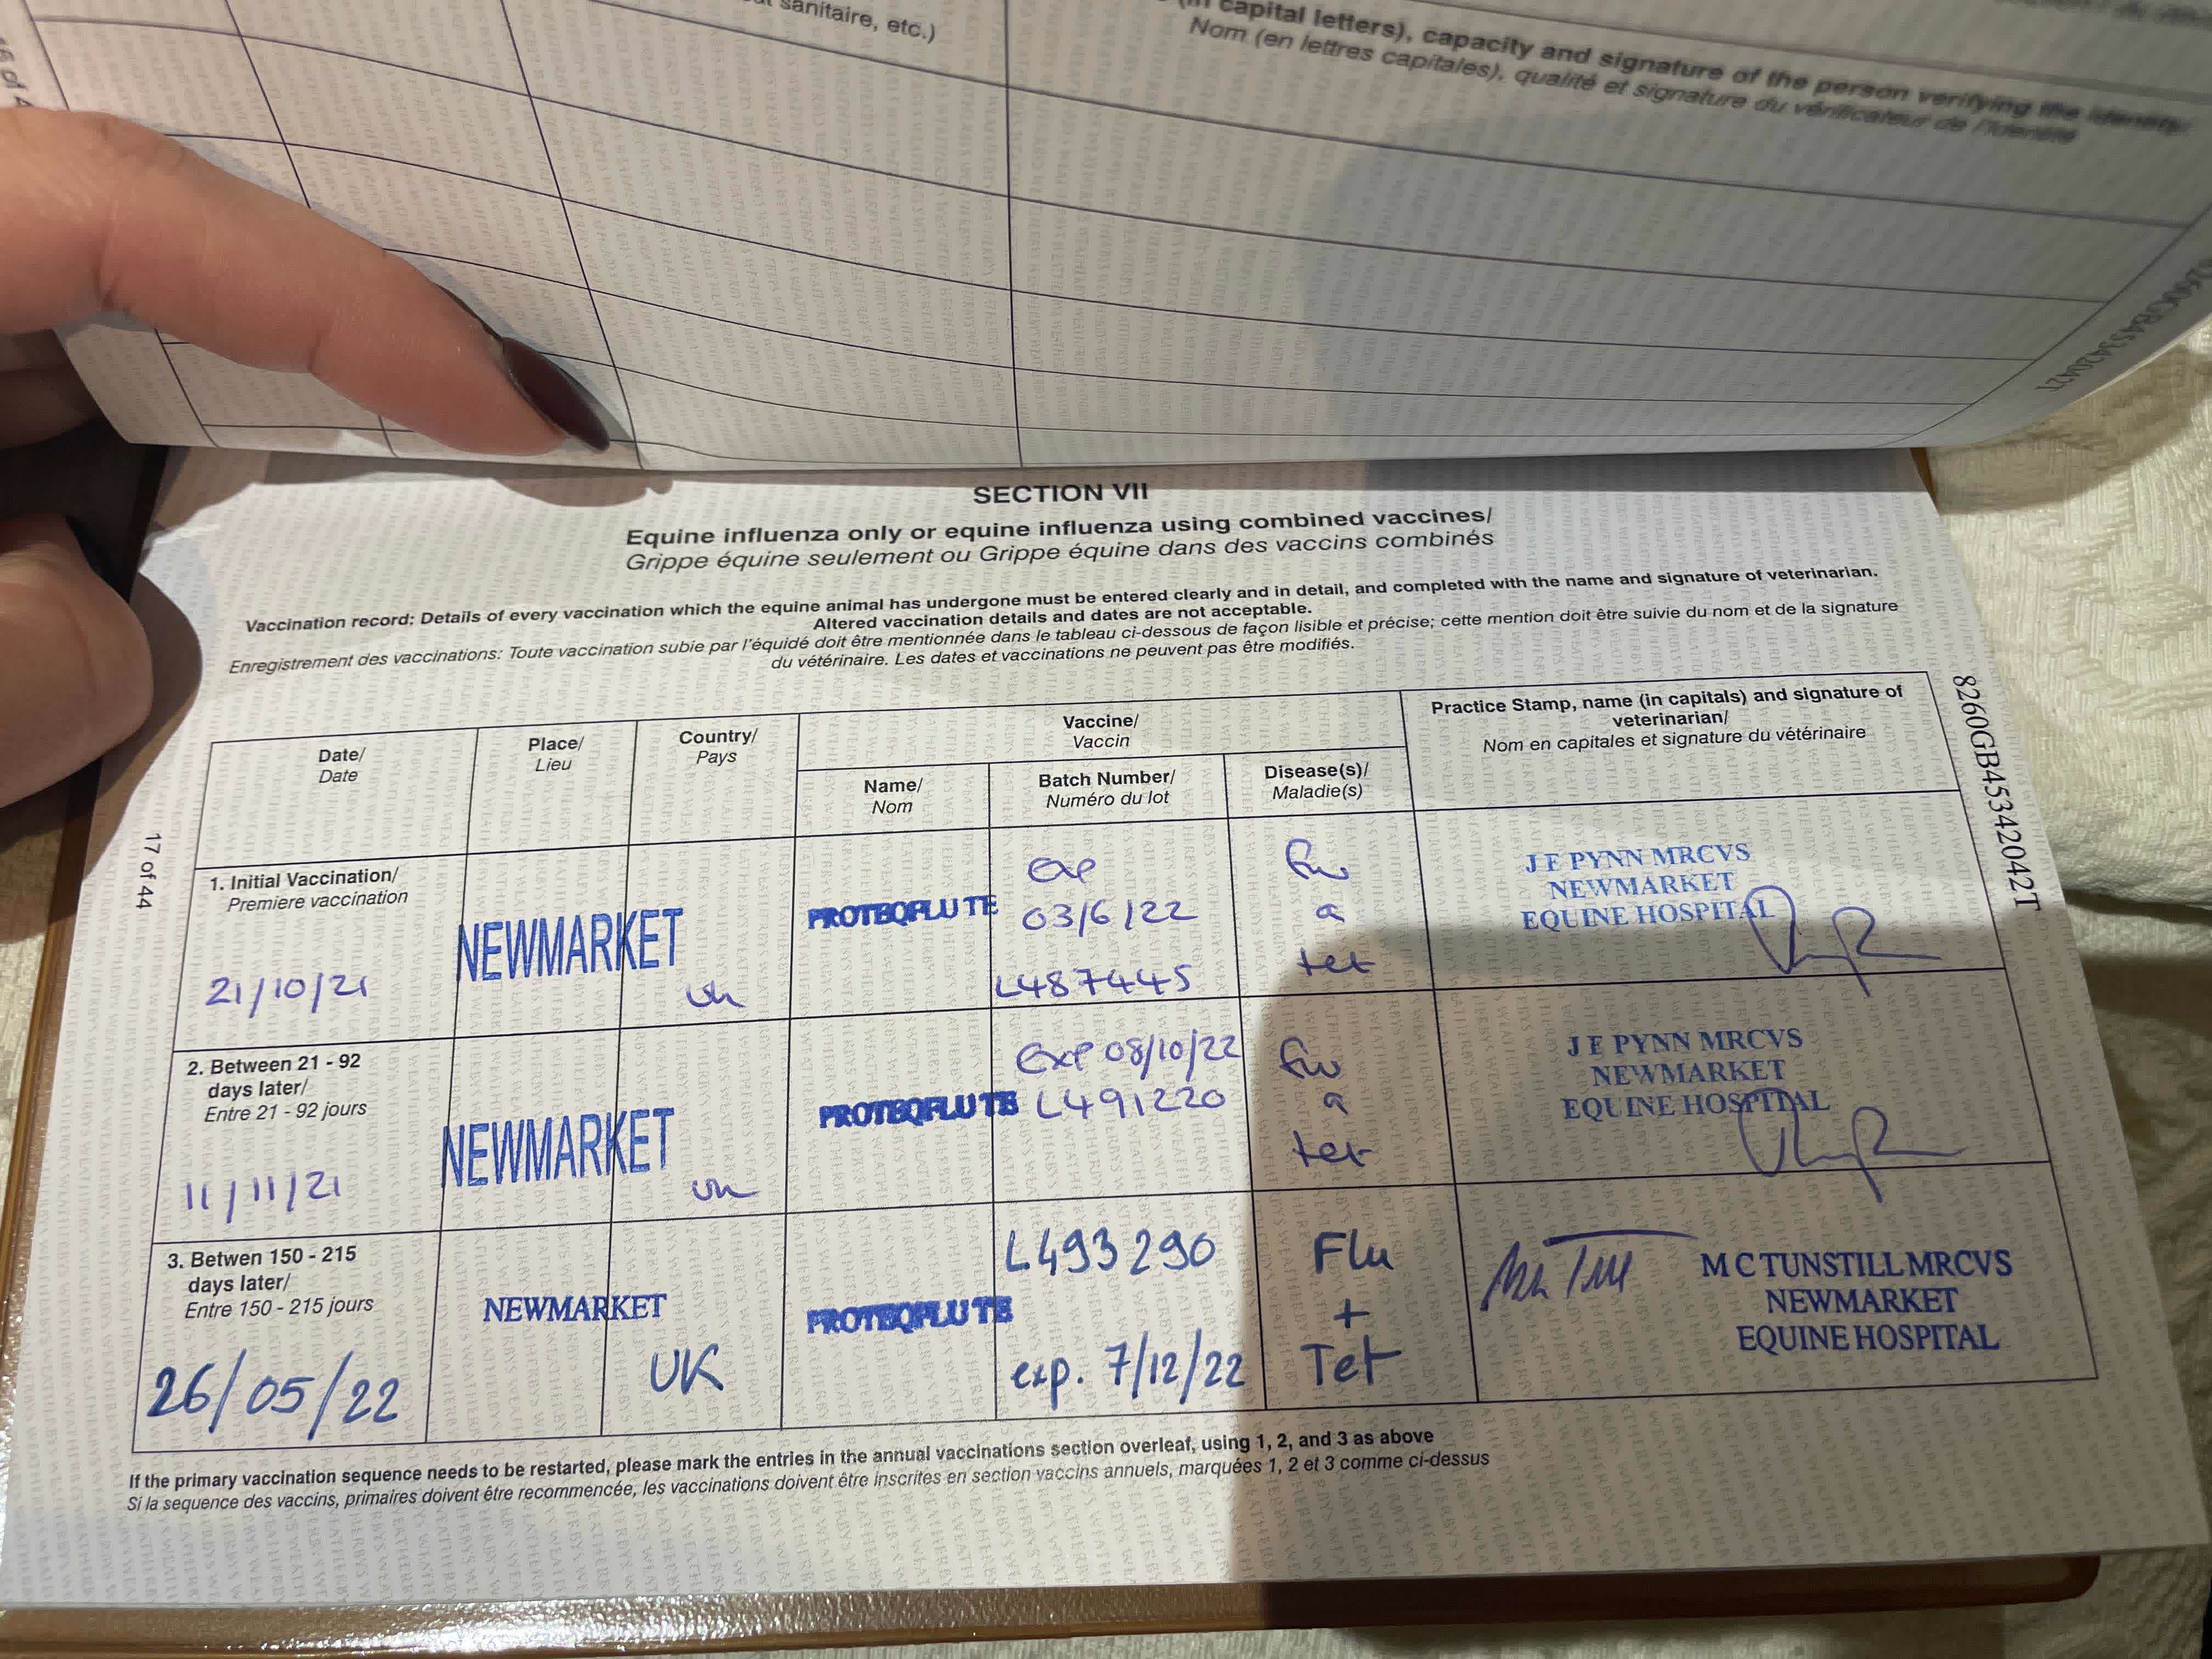 sanitaire, etc.)
capital letters), capacity and signature of the person verifying the identity
Nom (en lettres capitales), qualité et signature du vérificateur de l'identité
SECTION VII
Equine influenza only or equine influenza using combined vaccines/
Grippe équine seulement ou Grippe équine dans des vaccins combinés
Vaccination record: Details of every vaccination which the equine animal has undergone must be entered clearly and in detail, and completed with the name and signature of veterinarian.
Altered vaccination details and dates are not acceptable.
Enregistrement des vaccinations: Toute vaccination subie par l'équidé doit être mentionnée dans le tableau ci-dessous de façon lisible et précise; cette mention doit être suivie du nom et de la signature
du vétérinaire. Les dates et vaccinations ne peuvent pas être modifiés.
Date/
Date
Place/
Lieu
Country/
Pays
Vaccine/
Vaccin
Name/
Nom
Batch Number/
Numéro du lot
Disease(s)/
Maladie(s)
Practice Stamp, name (in capitals) and signature of
veterinarian/
Nom en capitales et signature du vétérinaire
1. Initial Vaccination/
Premiere vaccination
21/10/21
NEWMARKET
UK
PROTEQFLU TE
Exp
03/6/22
L487445
flu
a
tet
J F PYNN MRCVS
NEWMARKET
EQUINE HOSPITAL
2. Between 21 - 92
days later/
Entre 21 - 92 jours
11/11/21
NEWMARKET
UK
PROTEQFLU TE
Exp 08/10/22
L491220
flu
a
tet
J F PYNN MRCVS
NEWMARKET
EQUINE HOSPITAL
3. Betwen 150 - 215
days later/
Entre 150 - 215 jours
26/05/22
NEWMARKET
UK
PROTEQFLU TE
L493290
exp. 7/12/22
Flu
+
Tet
M C TUNSTILL MRCVS
NEWMARKET
EQUINE HOSPITAL
If the primary vaccination sequence needs to be restarted, please mark the entries in the annual vaccinations section overleaf, using 1, 2, and 3 as above
Si la sequence des vaccins, primaires doivent être recommencée, les vaccinations doivent être inscrites en section vaccins annuels, marquées 1, 2 et 3 comme ci-dessus
17 of 44
8260GB45342042T